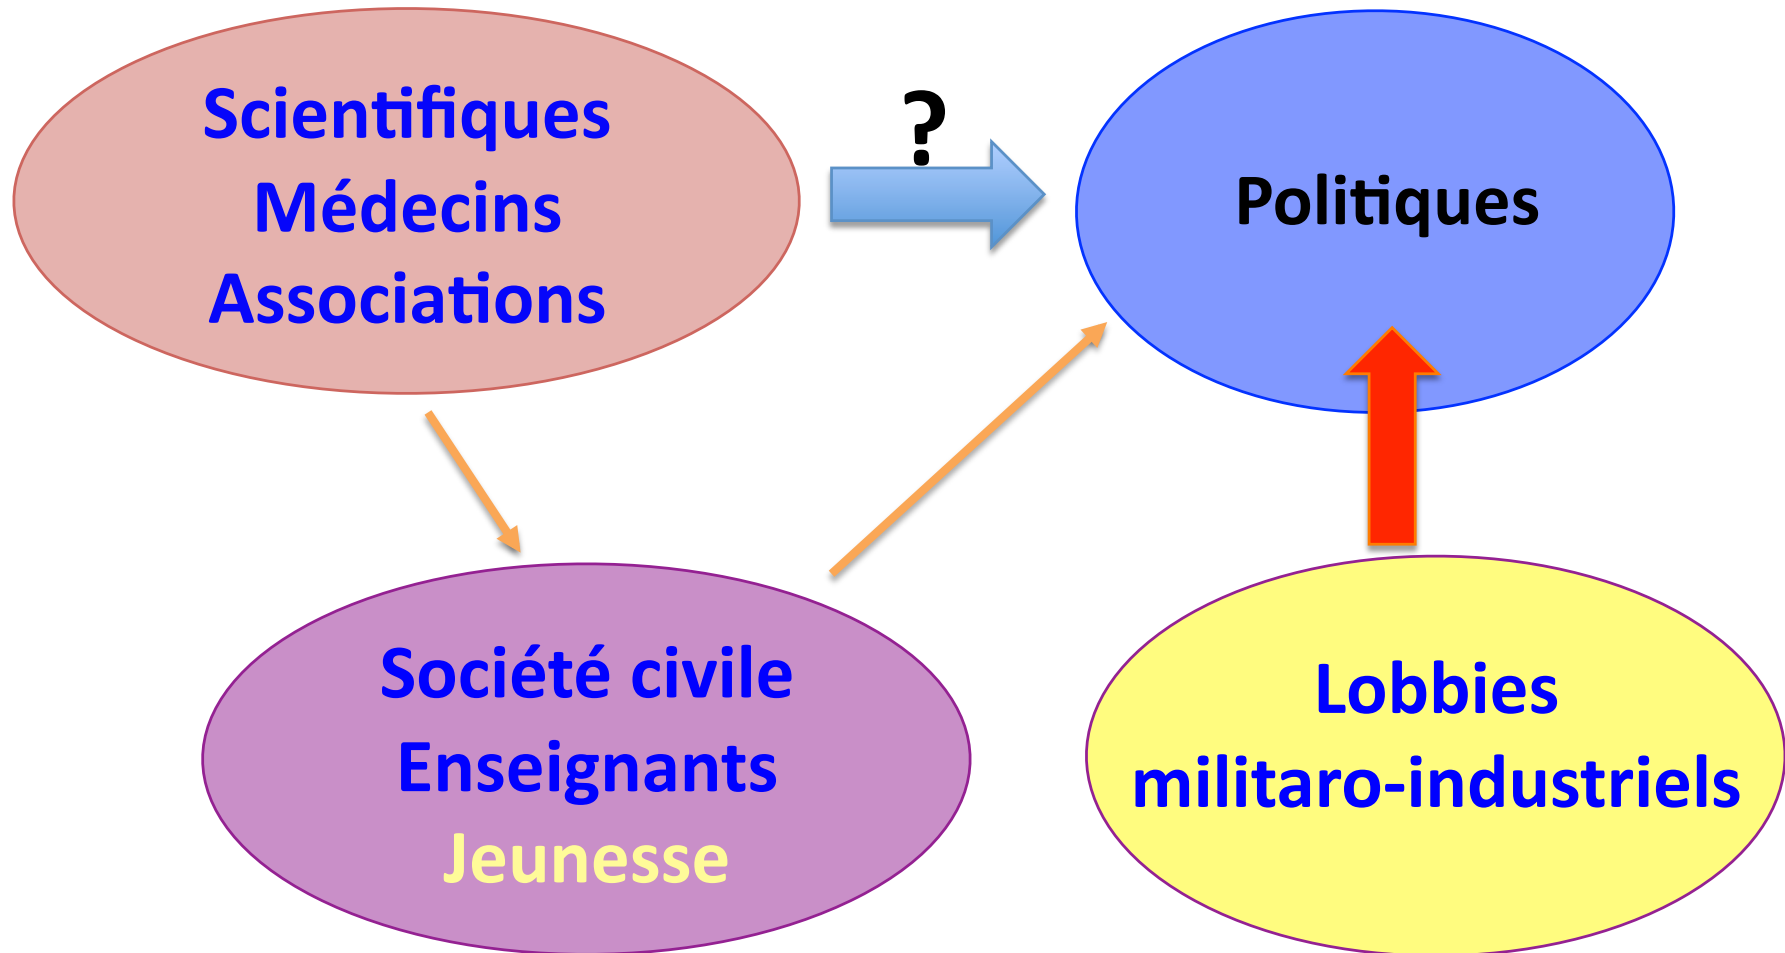 Scientifiques
Médecins
Associations
?
Politiques
Société civile
Enseignants
Jeunesse
Lobbies
militaro-industriels